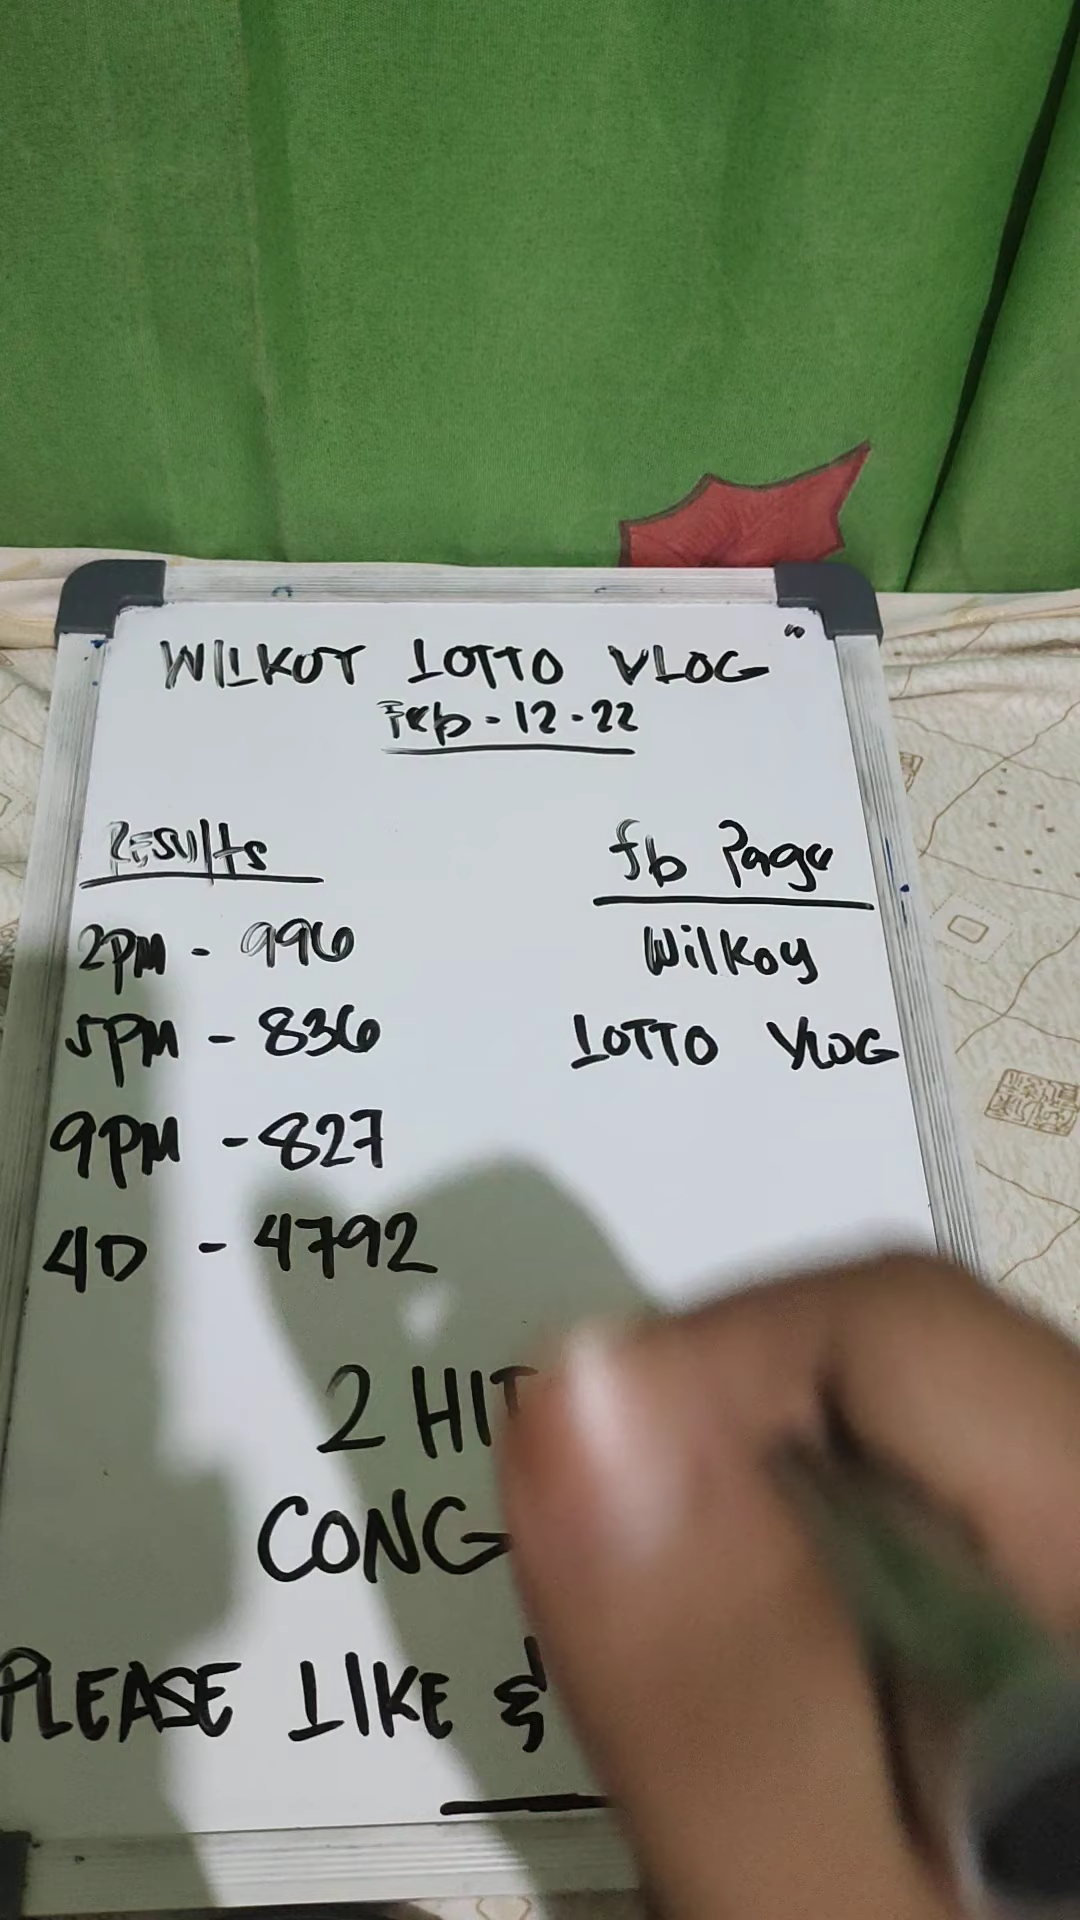 WILKOY LOTTO VLOG
Feb - 12 - 22
RESULTS
2PM - 996
5PM - 836
9PM - 827
4D - 4792
fb Page
Wilkoy
LOTTO VLOG
2 HIT
CONG
PLEASE LIKE &